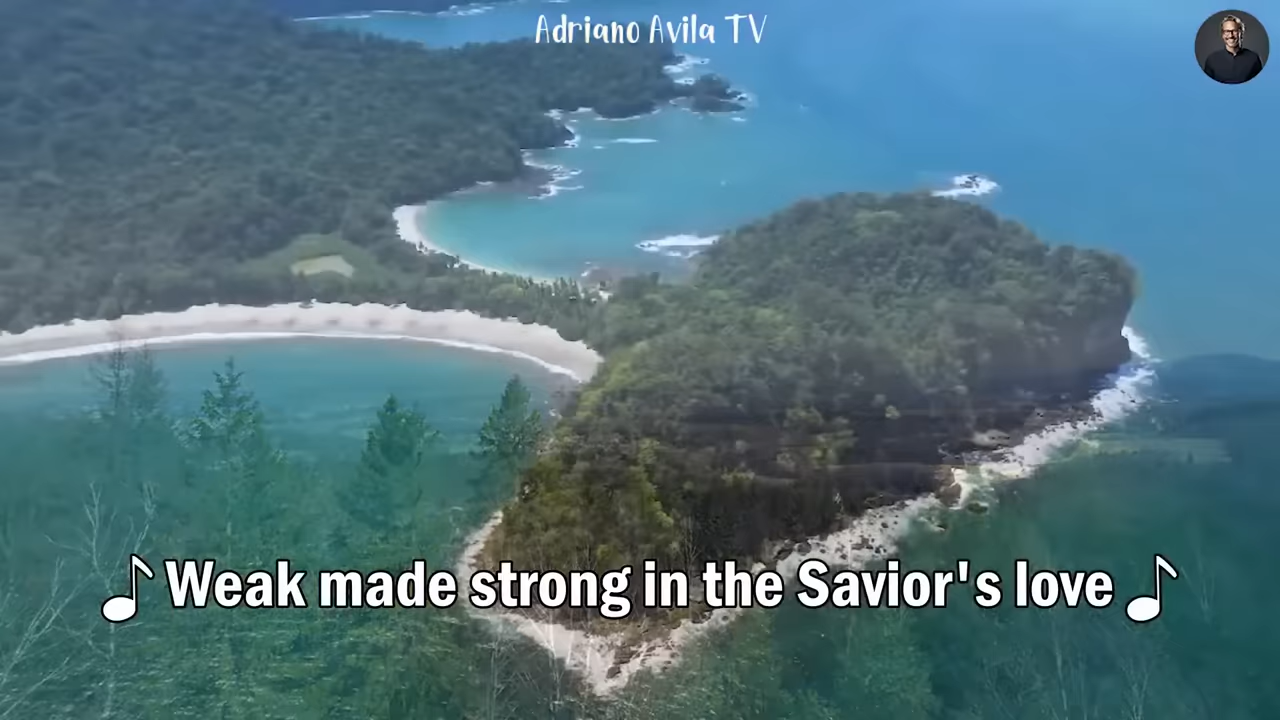 Adriano Avila TV
♪ Weak made strong in the Savior's love ♪